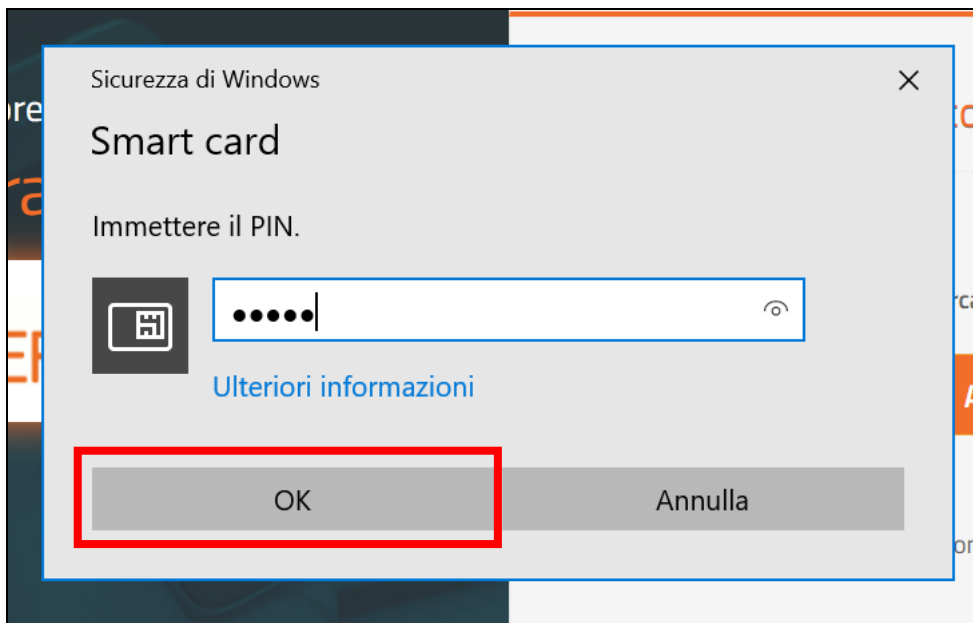 Sicurezza di Windows
Smart card
Immettere il PIN.
●●●●●
Ulteriori informazioni
OK
Annulla